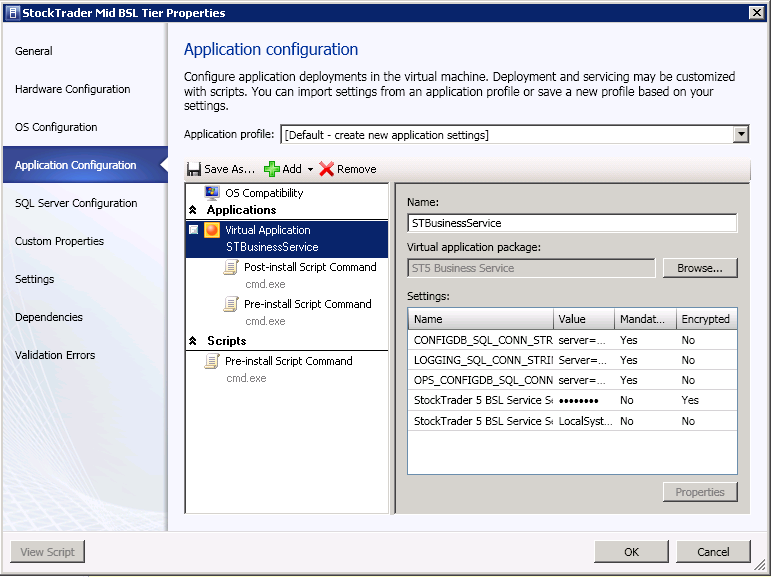 StockTrader Mid BSL Tier Properties
General
Hardware Configuration
OS Configuration
Application Configuration
SQL Server Configuration
Custom Properties
Settings
Dependencies
Validation Errors
Application configuration
Configure application deployments in the virtual machine. Deployment and servicing may be customized
with scripts. You can import settings from an application profile or save a new profile based on your
settings.
Application profile: [Default - create new application settings]
Save As... Add Remove
OS Compatibility
Applications
Virtual Application
STBusinessService
Post-install Script Command
cmd.exe
Pre-install Script Command
cmd.exe
Scripts
Pre-install Script Command
cmd.exe
Name:
STBusinessService
Virtual application package:
ST5 Business Service Browse...
Settings:
Name Value Mandat... Encrypted
CONFIGDB_SQL_CONN_STR server=... Yes No
LOGGING_SQL_CONN_STRI server=... Yes No
OPS_CONFIGDB_SQL_CONN server=... Yes No
StockTrader 5 BSL Service Se •••••••• No Yes
StockTrader 5 BSL Service Se LocalSyst... No No
Properties
View Script OK Cancel